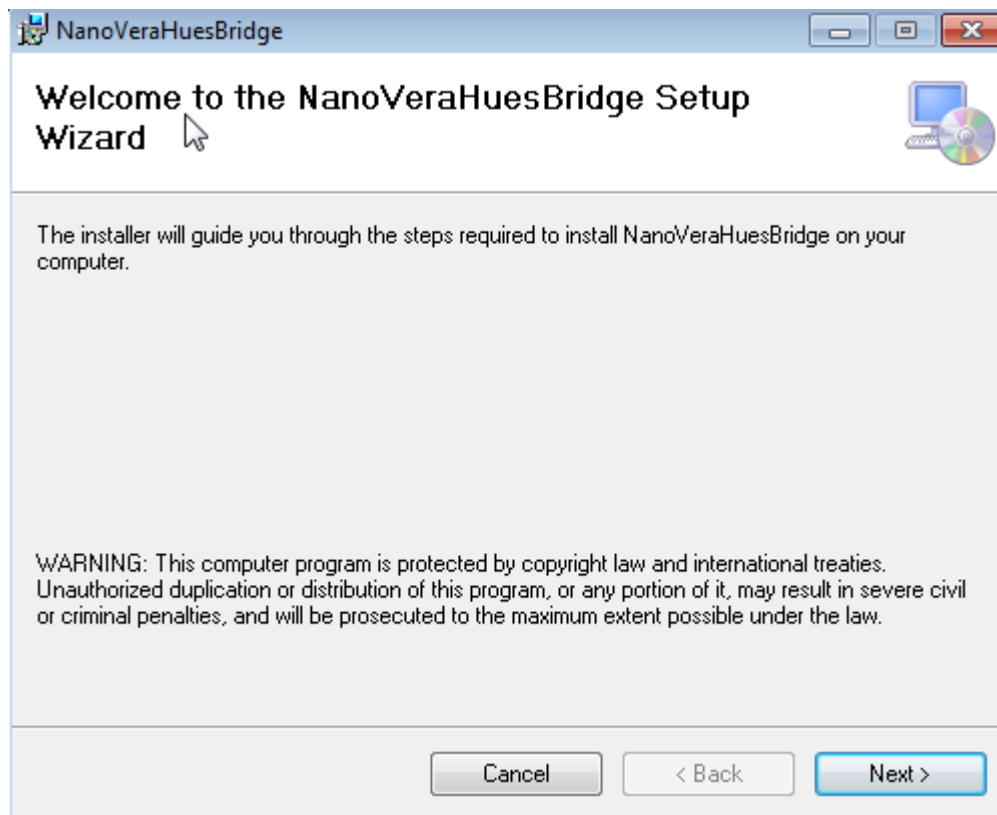 NanoVeraHuesBridge
Welcome to the NanoVeraHuesBridge Setup
Wizard
The installer will guide you through the steps required to install NanoVeraHuesBridge on your
computer.
WARNING: This computer program is protected by copyright law and international treaties.
Unauthorized duplication or distribution of this program, or any portion of it, may result in severe civil
or criminal penalties, and will be prosecuted to the maximum extent possible under the law.
Cancel < Back Next >